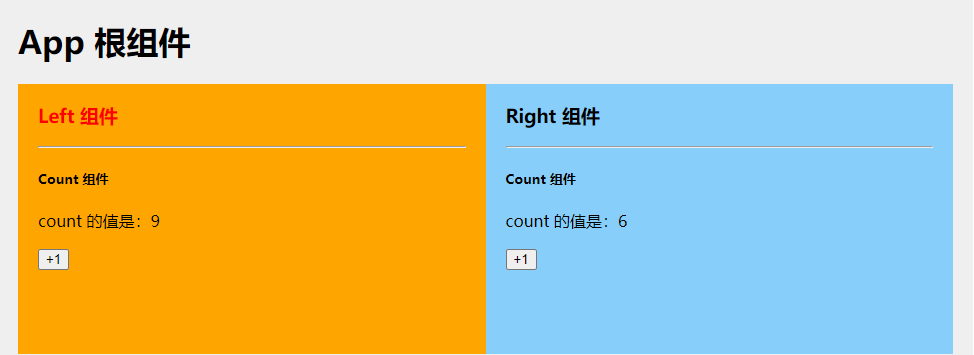 App 根组件
Left 组件
Count 组件
count 的值是：9
+1
Right 组件
Count 组件
count 的值是：6
+1